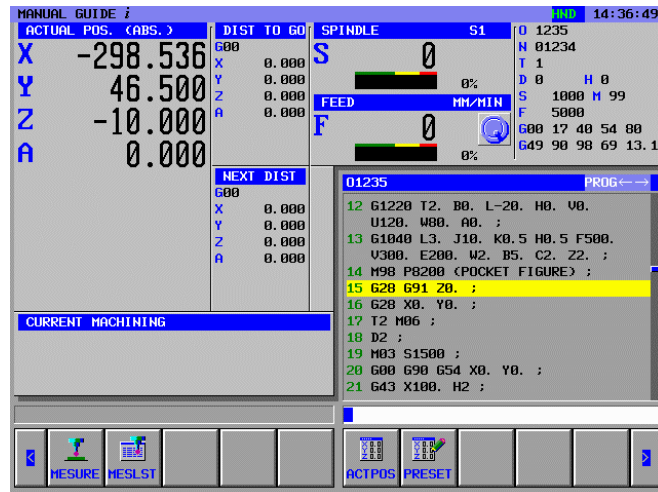 MANUAL GUIDE i HND 14:36:49
ACTUAL POS. (ABS.)
X -298.536
Y 46.500
Z -10.000
A 0.000
DIST TO GO
G00
X 0.000
Y 0.000
Z 0.000
A 0.000
NEXT DIST
G00
X 0.000
Y 0.000
Z 0.000
A 0.000
SPINDLE S1
S 0
0%
FEED MM/MIN
F 0
0%
O 1235
N 01234
T 1
D 0 H 0
S 1000 M 99
F 5000
G00 17 40 54 80
G49 90 98 69 13.1
O1235 PROG←→
12 G1220 T2. B0. L-20. H0. V0.
U120. W80. A0. ;
13 G1040 L3. J10. K0.5 H0.5 F500.
V300. E200. W2. B5. C2. Z2. ;
14 M98 P8200 (POCKET FIGURE) ;
15 G28 G91 Z0. ;
16 G28 X0. Y0. ;
17 T2 M06 ;
18 D2 ;
19 M03 S1500 ;
20 G00 G90 G54 X0. Y0. ;
21 G43 X100. H2 ;
CURRENT MACHINING
< MESURE MESLST ACTPOS PRESET >